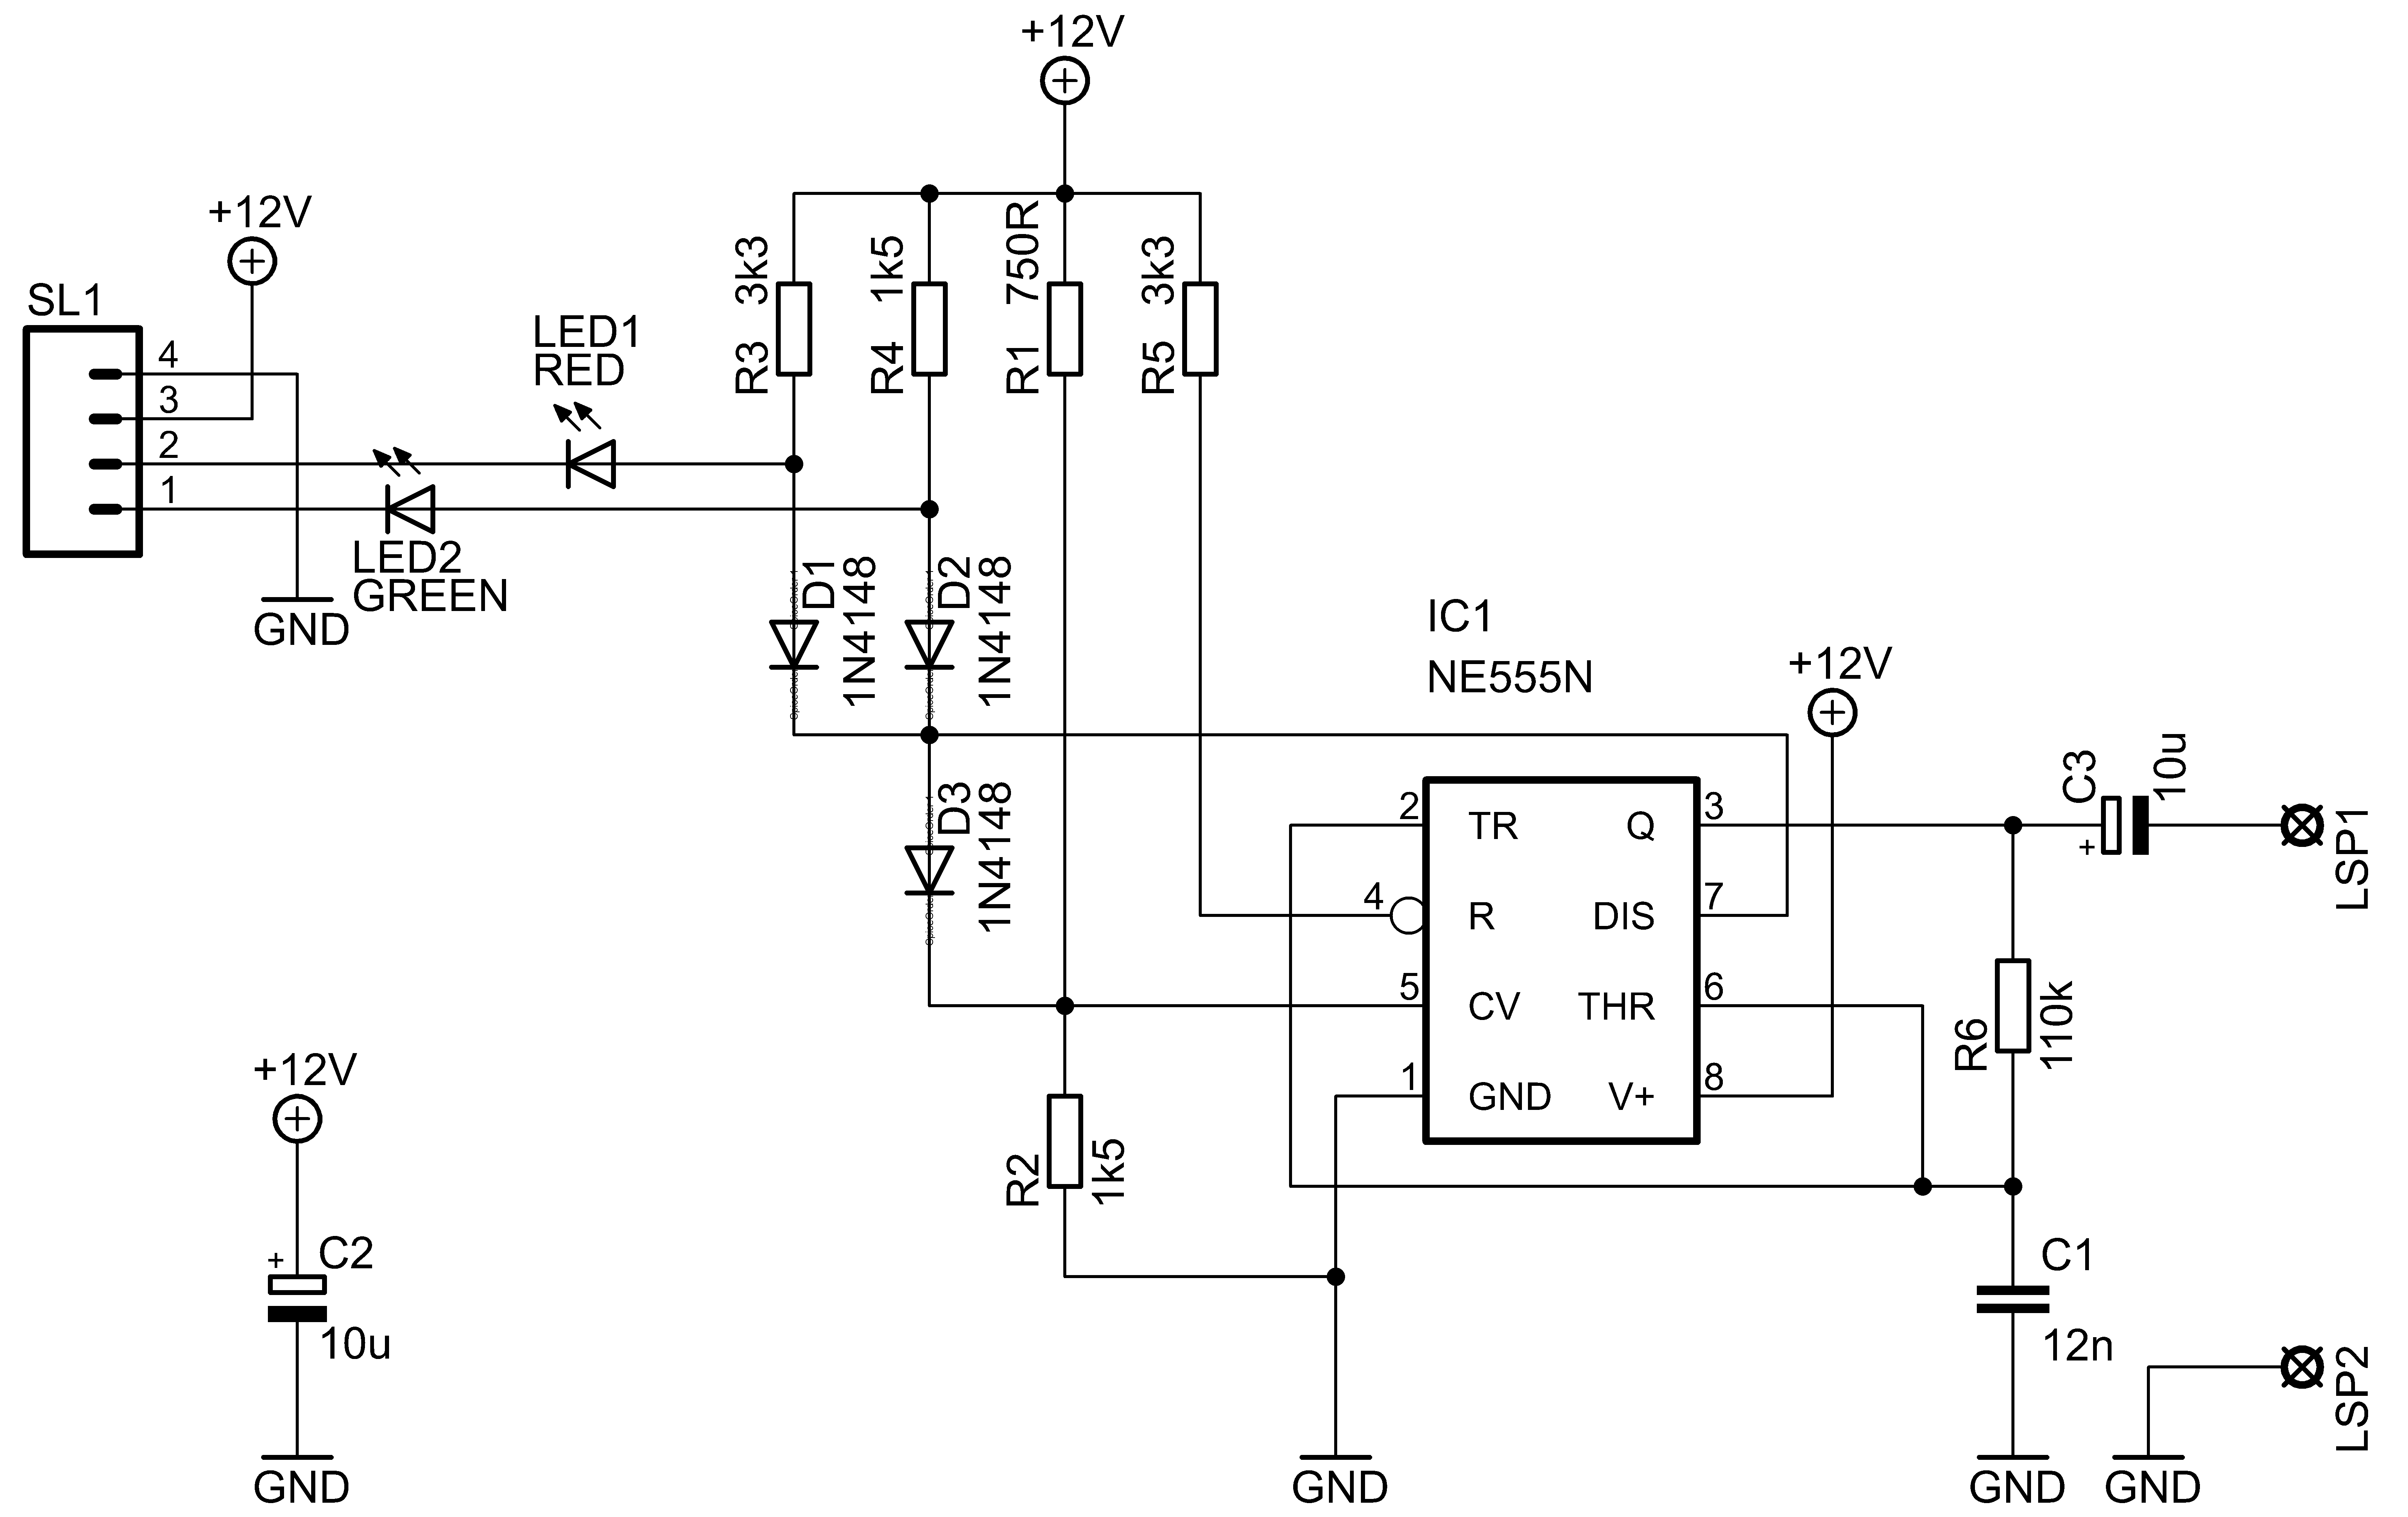 +12V
+12V
SL1
4
3
2
1
LED1
RED
LED2
GREEN
GND
R3 3k3
R4 1k5
R1 750R
R5 3k3
D1
1N4148
D2
1N4148
D3
1N4148
IC1
NE555N
+12V
2 TR Q 3
4 R DIS 7
5 CV THR 6
1 GND V+ 8
C3
+
10u
LSP1
R6
110k
R2
1k5
+12V
+ C2
10u
GND
GND
C1
12n
GND
GND
LSP2